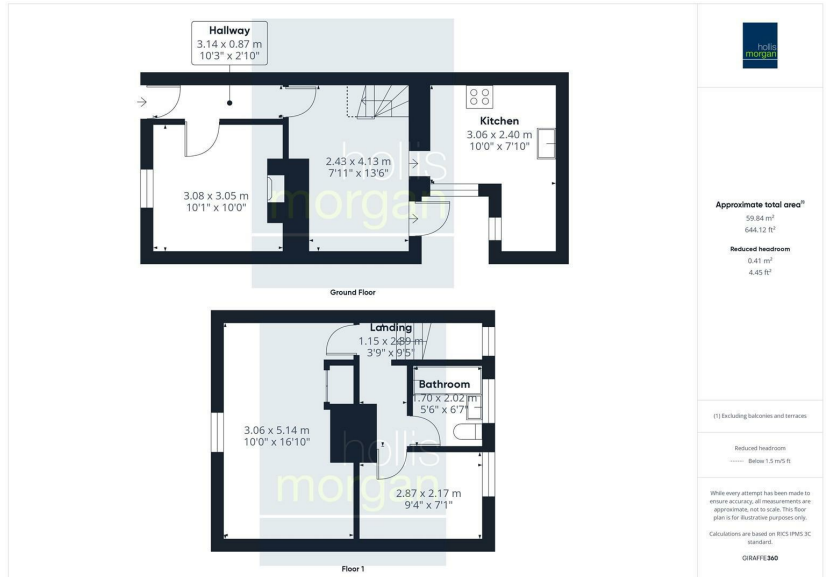 Hallway
3.14 x 0.87 m
10'3" x 2'10"
Kitchen
3.06 x 2.40 m
10'0" x 7'10"
2.43 x 4.13 m
7'11" x 13'6"
3.08 x 3.05 m
10'1" x 10'0"
hollis
morgan
Ground Floor
Landing
1.15 x 2.89 m
3'9" x 9'5"
Bathroom
1.70 x 2.02 m
5'6" x 6'7"
3.06 x 5.14 m
10'0" x 16'10"
2.87 x 2.17 m
9'4" x 7'1"
hollis
morgan
Floor 1
hollis
morgan
Approximate total area⁽¹⁾
59.84 m²
644.12 ft²
Reduced headroom
0.41 m²
4.45 ft²
(1) Excluding balconies and terraces
Reduced headroom
Below 1.5 m/5 ft
While every attempt has been made to
ensure accuracy, all measurements are
approximate, not to scale. This floor
plan is for illustrative purposes only.
Calculations are based on RICS IPMS 3C
standard.
GIRAFFE360